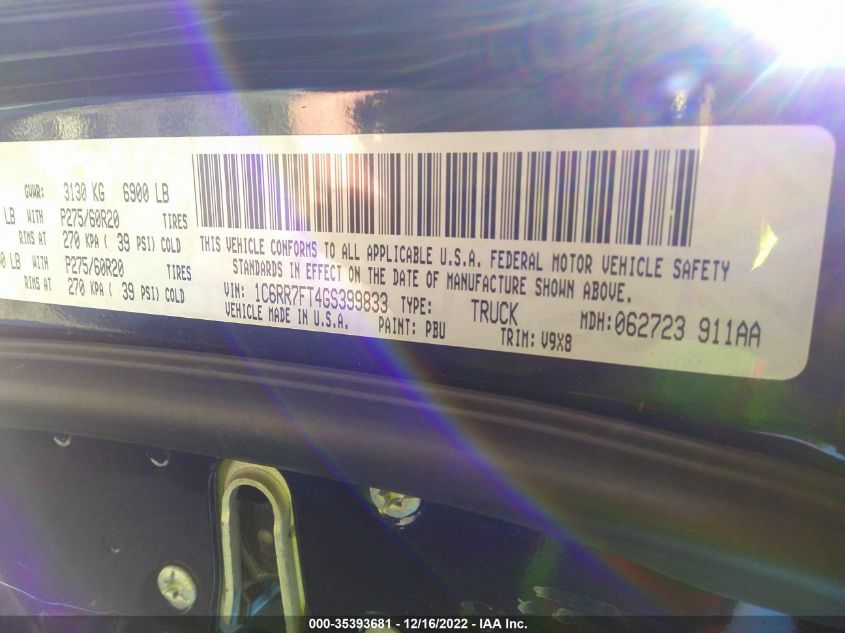 GVWR: 3130 KG 6900 LB
LB WITH P275/60R20 TIRES
RIMS AT 270 KPA ( 39 PSI) COLD
LB WITH P275/60R20 TIRES
RIMS AT 270 KPA ( 39 PSI) COLD
THIS VEHICLE CONFORMS TO ALL APPLICABLE U.S.A. FEDERAL MOTOR VEHICLE SAFETY
STANDARDS IN EFFECT ON THE DATE OF MANUFACTURE SHOWN ABOVE.
VIN: 1C6RR7FT4GS399833 TYPE: TRUCK MDH:062723 911AA
VEHICLE MADE IN U.S.A. PAINT: PBU TRIM: V9X8
000-35393681 - 12/16/2022 - IAA Inc.